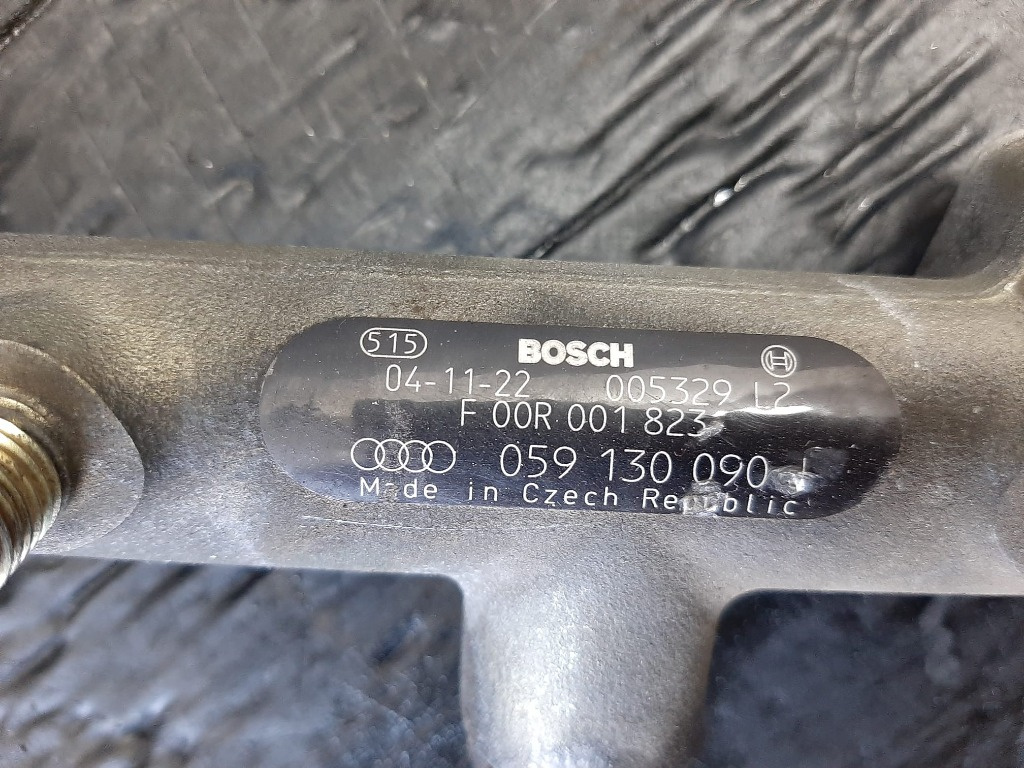 515 BOSCH
04-11-22 005329 L2
F 00R 001 823
059 130 090
Made in Czech Republic